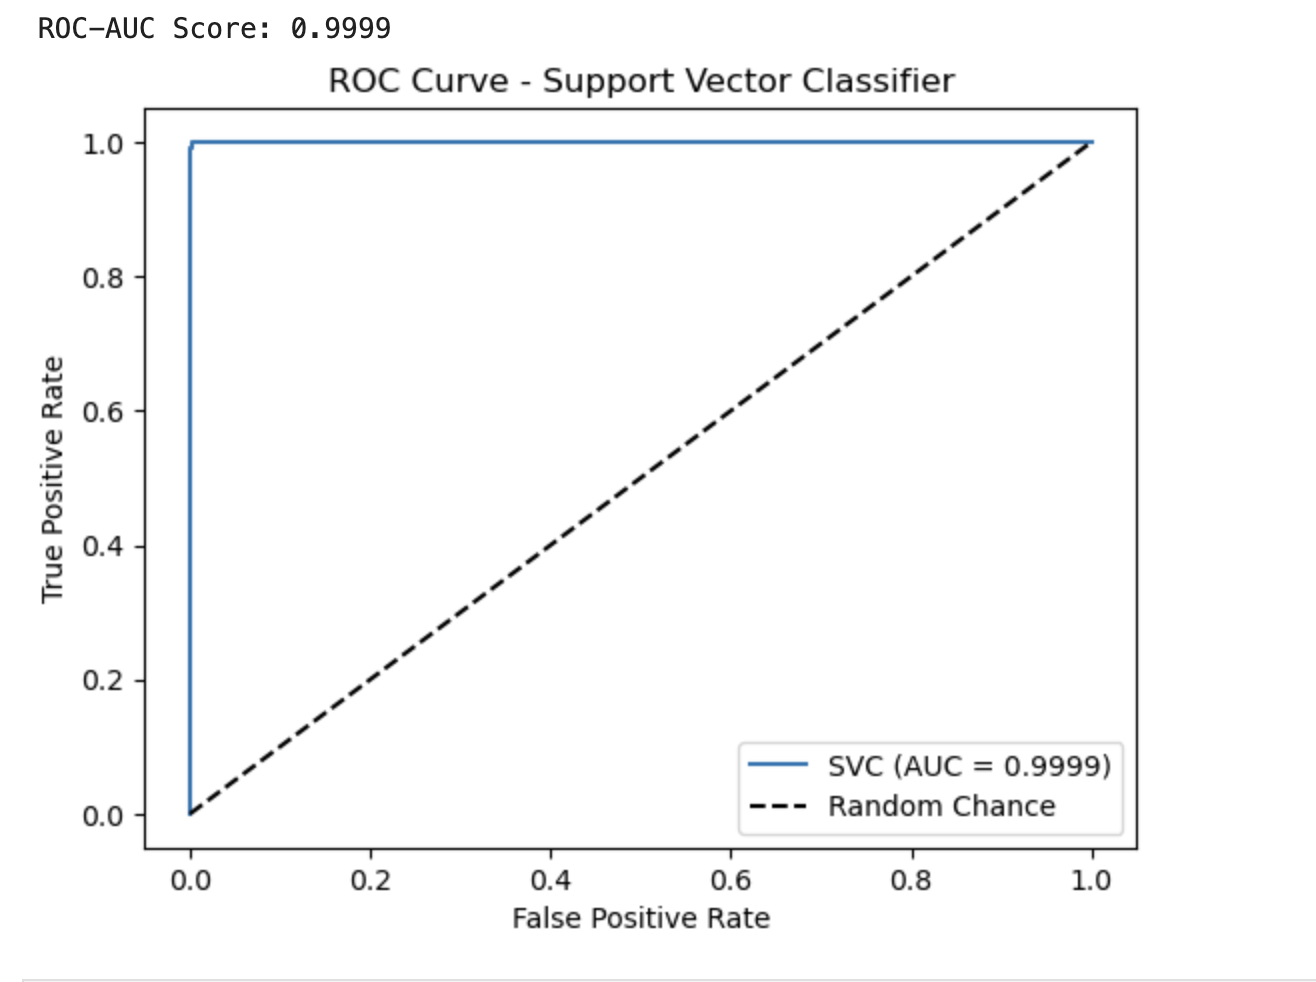 ROC-AUC Score: 0.9999
ROC Curve - Support Vector Classifier
True Positive Rate
1.0
0.8
0.6
0.4
0.2
0.0
SVC (AUC = 0.9999)
Random Chance
0.0 0.2 0.4 0.6 0.8 1.0
False Positive Rate